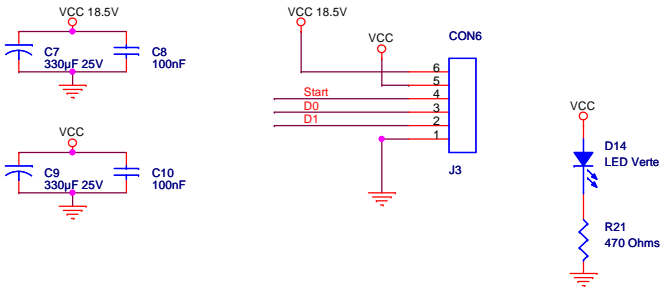 VCC 18.5V
C7
330µF 25V
C8
100nF
VCC
C9
330µF 25V
C10
100nF
VCC 18.5V
VCC
CON6
6
5
Start
4
D0
3
D1
2
1
J3
VCC
D14
LED Verte
R21
470 Ohms